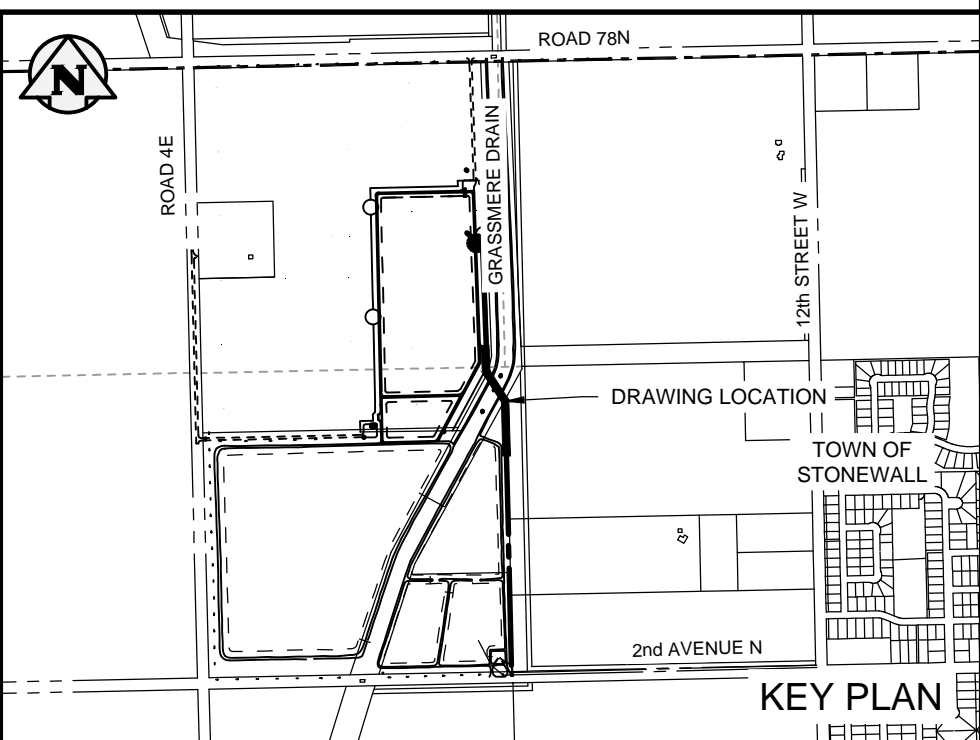 ROAD 78N
N
ROAD 4E
GRASSMERE DRAIN
12th STREET W
DRAWING LOCATION
TOWN OF
STONEWALL
2nd AVENUE N
KEY PLAN